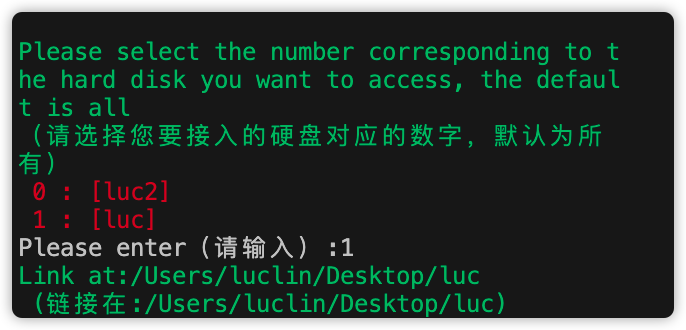 Please select the number corresponding to t
he hard disk you want to access, the defaul
t is all
（请选择您要接入的硬盘对应的数字，默认为所
有）
0 : [luc2]
1 : [luc]
Please enter（请输入）:1
Link at:/Users/luclin/Desktop/luc
（链接在:/Users/luclin/Desktop/luc)